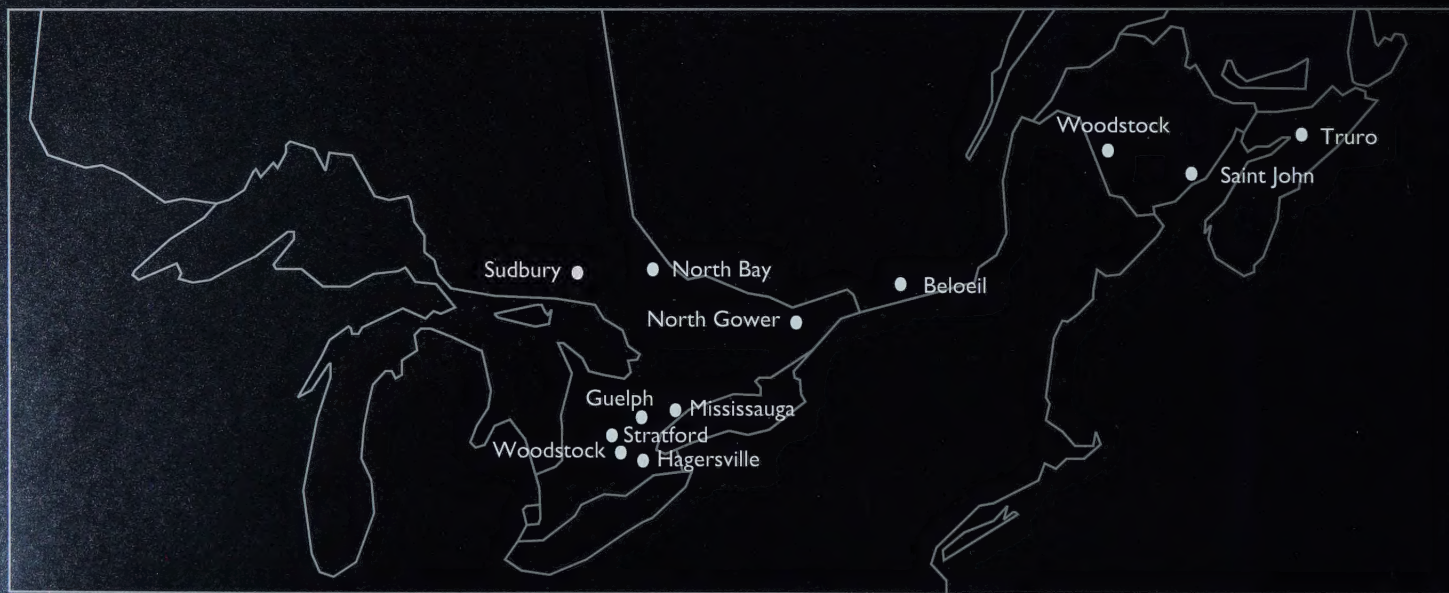 Woodstock
Truro
Saint John
Sudbury
North Bay
Beloeil
North Gower
Guelph
Mississauga
Stratford
Woodstock
Hagersville